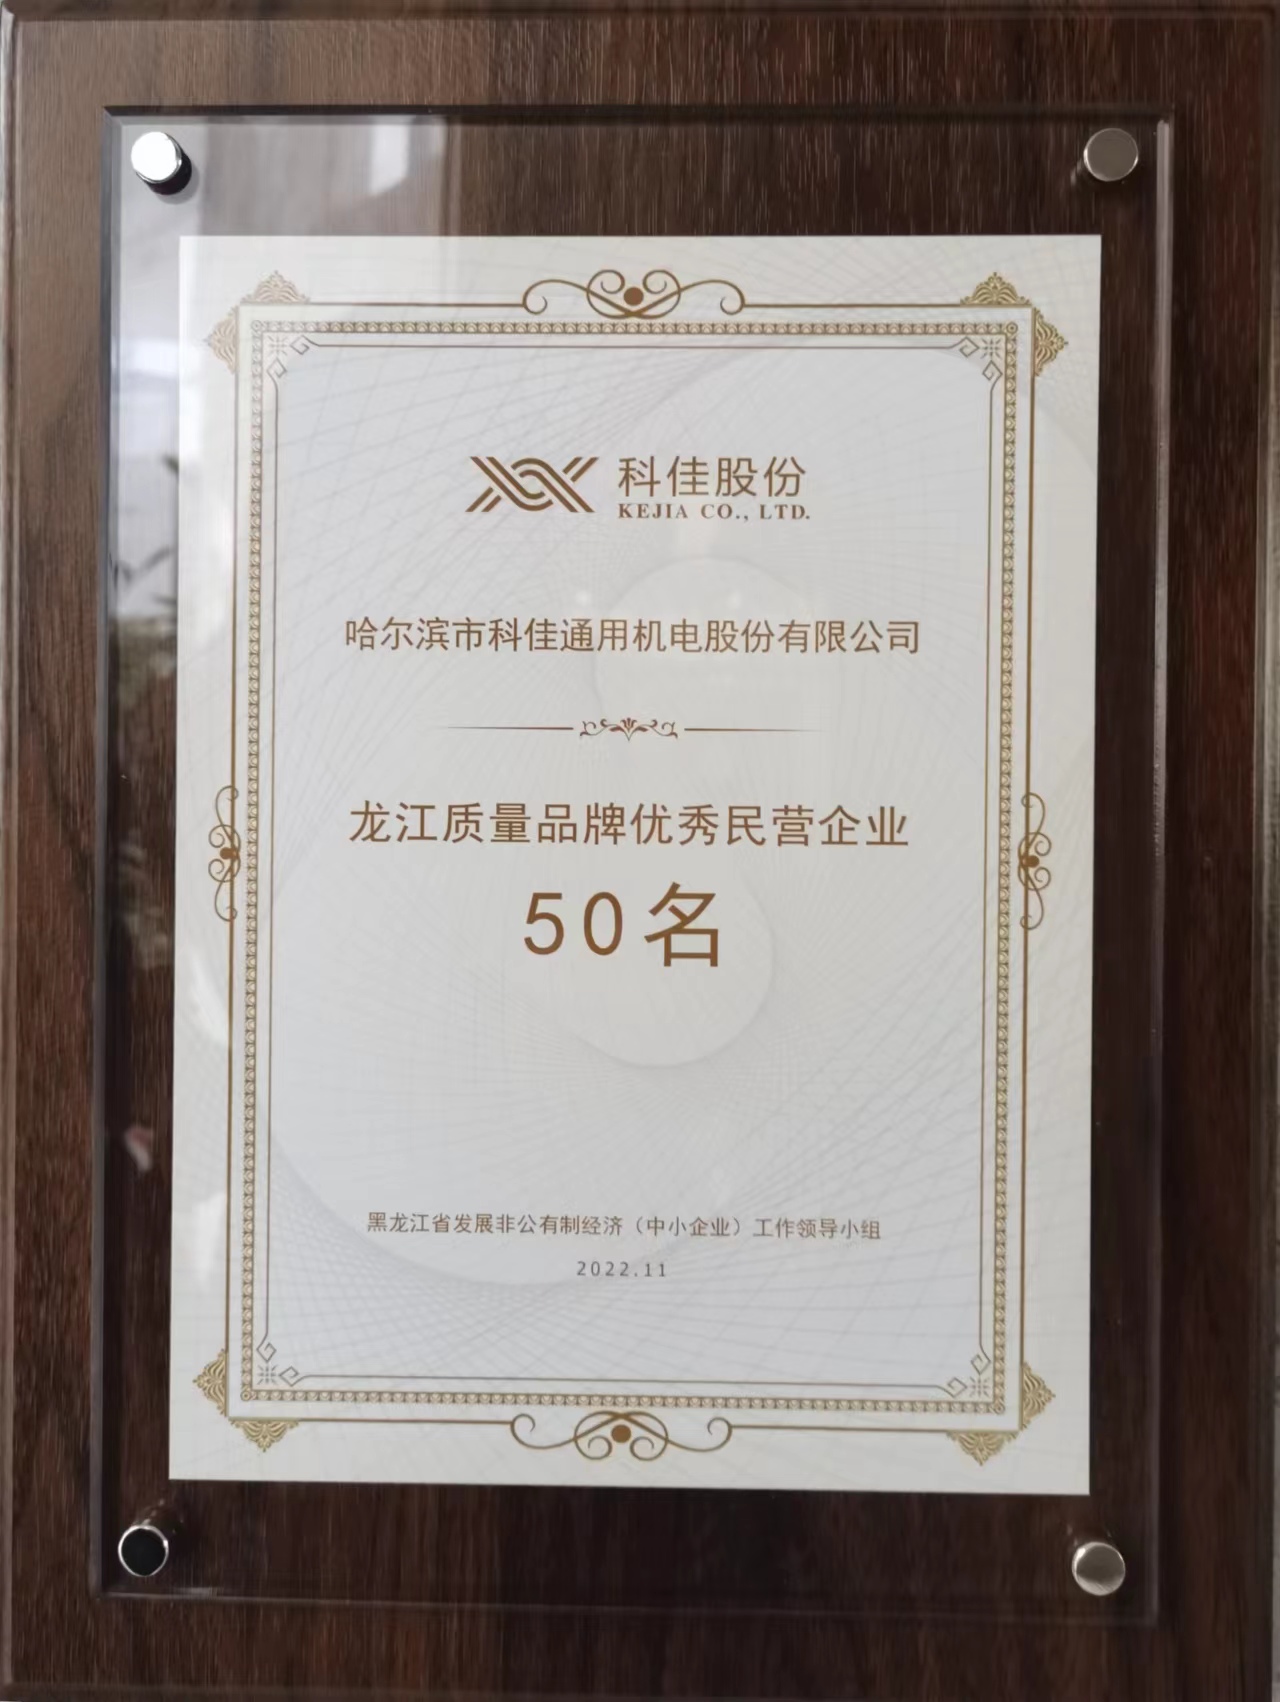 科佳股份
KEJIA CO., LTD.
哈尔滨市科佳通用机电股份有限公司
龙江质量品牌优秀民营企业
50名
黑龙江省发展非公有制经济（中小企业）工作领导小组
2022.11